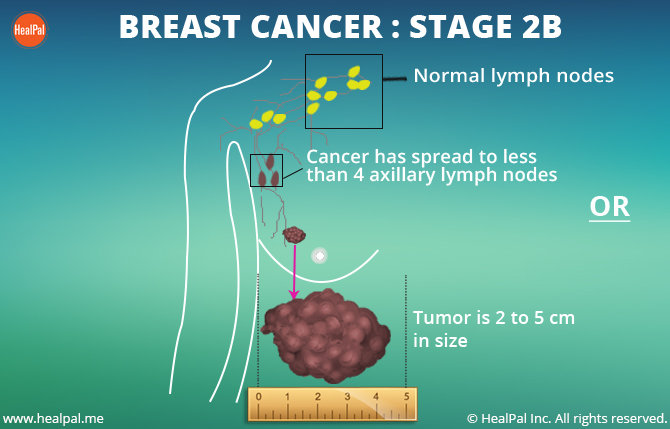 HealPal
BREAST CANCER : STAGE 2B
Normal lymph nodes
Cancer has spread to less
than 4 axillary lymph nodes
OR
Tumor is 2 to 5 cm
in size
0 1 2 3 4 5
www.healpal.me
© HealPal Inc. All rights reserved.